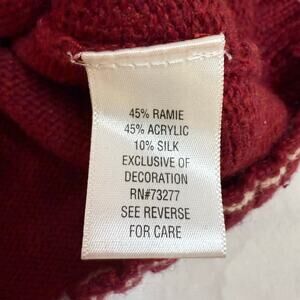 45% RAMIE
45% ACRYLIC
10% SILK
EXCLUSIVE OF
DECORATION
RN#73277
SEE REVERSE
FOR CARE